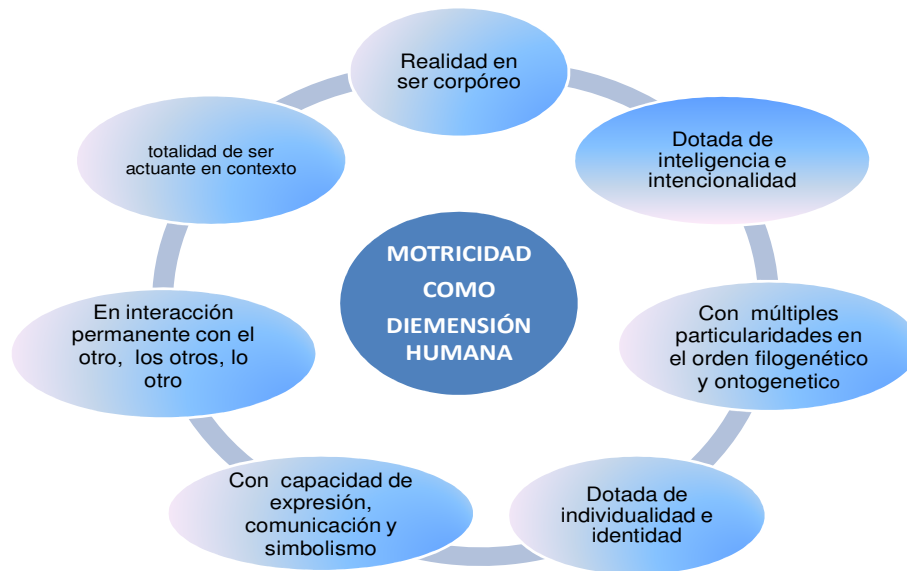 Realidad en
ser corpóreo
Dotada de
inteligencia e
intencionalidad
Con múltiples
particularidades en
el orden filogenético
y ontogenetico
Dotada de
individualidad e
identidad
Con capacidad de
expresión,
comunicación y
simbolismo
En interacción
permanente con el
otro, los otros, lo
otro
totalidad de ser
actuante en contexto
MOTRICIDAD
COMO
DIEMENSIÓN
HUMANA